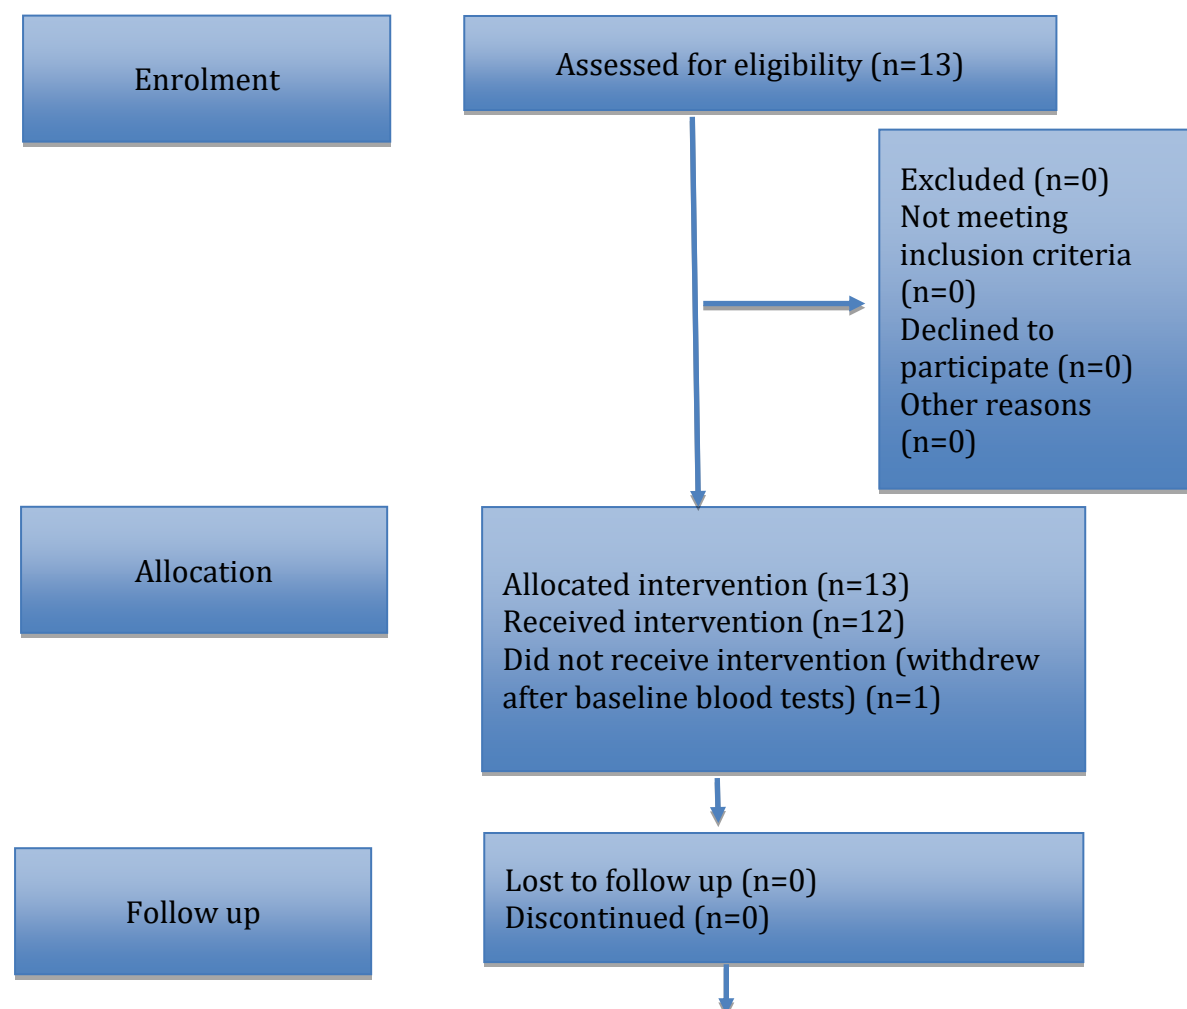 Enrolment
Assessed for eligibility (n=13)
Excluded (n=0)
Not meeting
inclusion criteria
(n=0)
Declined to
participate (n=0)
Other reasons
(n=0)
Allocation
Allocated intervention (n=13)
Received intervention (n=12)
Did not receive intervention (withdrew
after baseline blood tests) (n=1)
Follow up
Lost to follow up (n=0)
Discontinued (n=0)